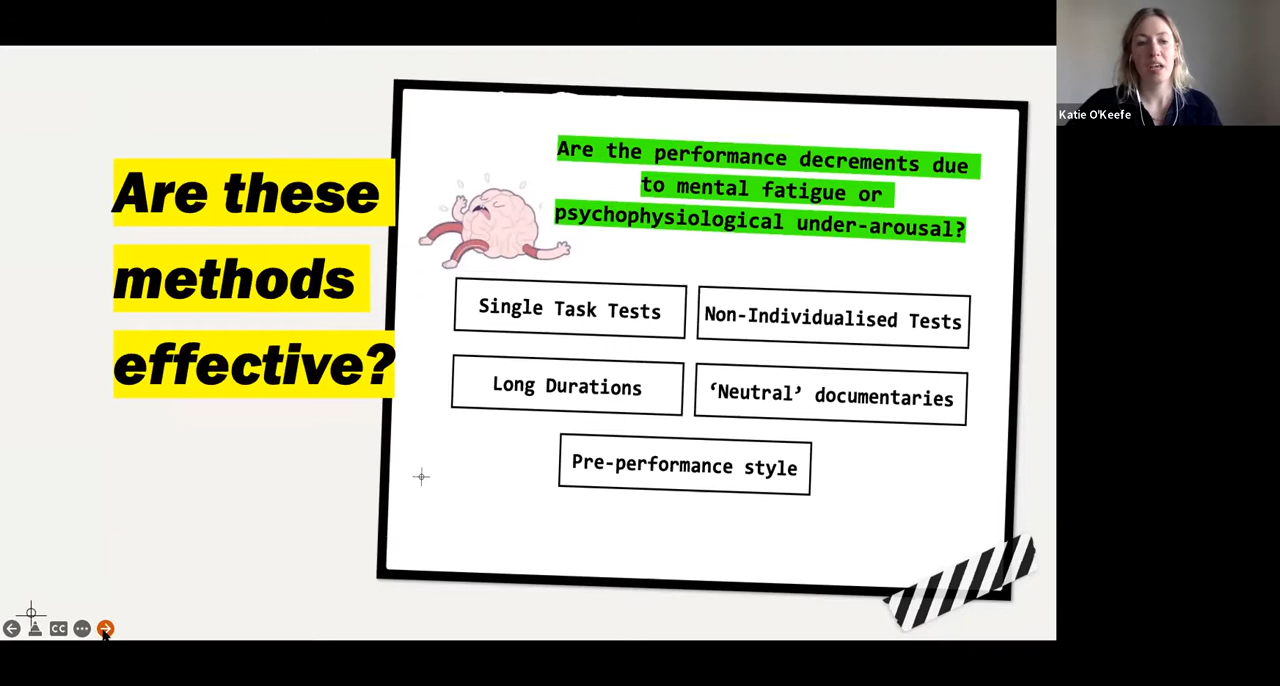 Are these
methods
effective?
Are the performance decrements due
to mental fatigue or
psychophysiological under-arousal?
Single Task Tests
Non-Individualised Tests
Long Durations
‘Neutral’ documentaries
Pre-performance style
Katie O'Keefe
CC